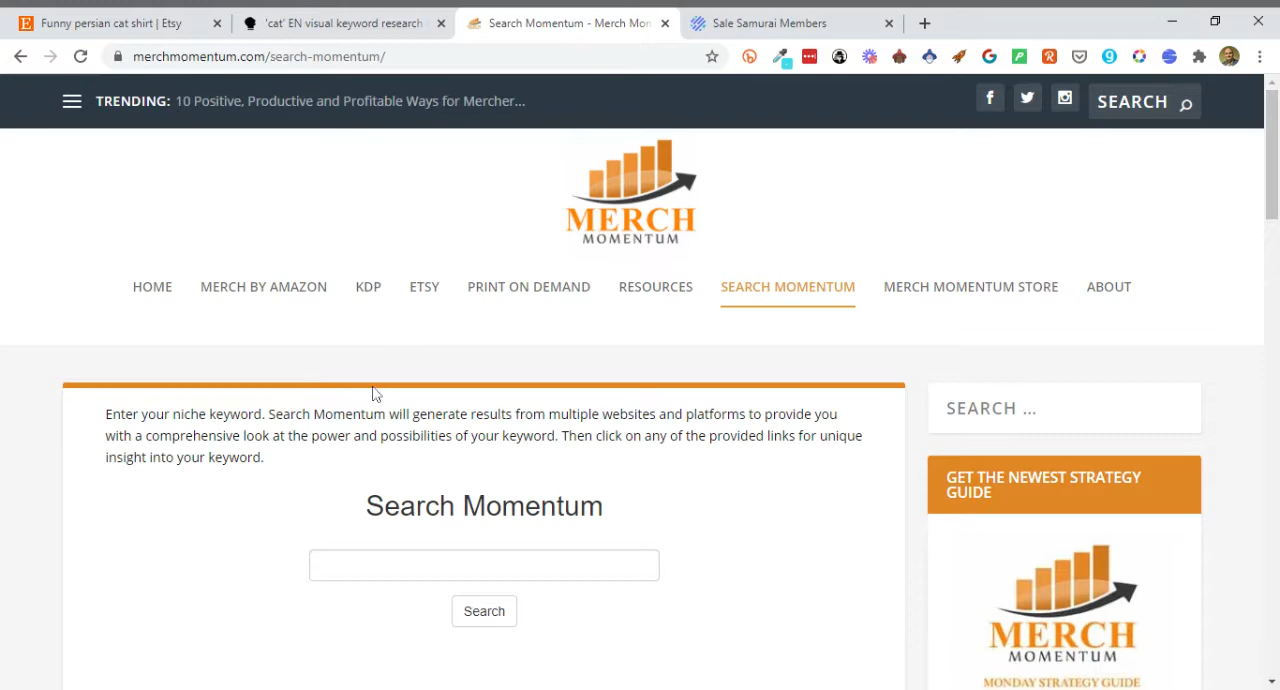 Funny persian cat shirt | Etsy
'cat' EN visual keyword research
Search Momentum - Merch Mon
Sale Samurai Members
merchmomentum.com/search-momentum/
TRENDING: 10 Positive, Productive and Profitable Ways for Mercher...
SEARCH
MERCH
MOMENTUM
HOME
MERCH BY AMAZON
KDP
ETSY
PRINT ON DEMAND
RESOURCES
SEARCH MOMENTUM
MERCH MOMENTUM STORE
ABOUT
Enter your niche keyword. Search Momentum will generate results from multiple websites and platforms to provide you
with a comprehensive look at the power and possibilities of your keyword. Then click on any of the provided links for unique
insight into your keyword.
Search Momentum
Search
SEARCH ...
GET THE NEWEST STRATEGY
GUIDE
MERCH
MOMENTUM
MONDAY STRATEGY GUIDE